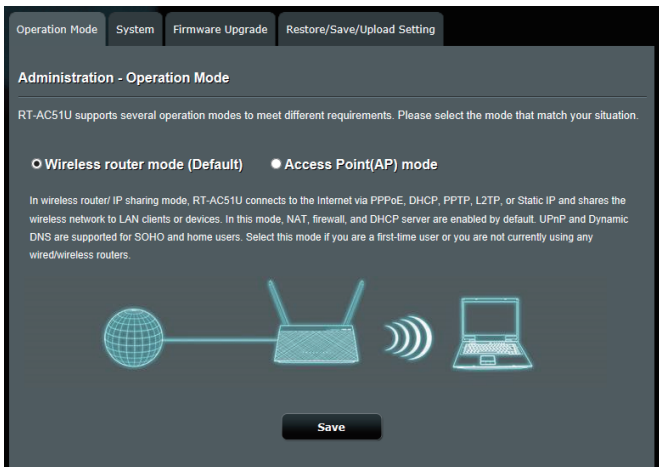 Operation Mode System Firmware Upgrade Restore/Save/Upload Setting
Administration - Operation Mode
RT-AC51U supports several operation modes to meet different requirements. Please select the mode that match your situation.
Wireless router mode (Default) Access Point(AP) mode
In wireless router/ IP sharing mode, RT-AC51U connects to the Internet via PPPoE, DHCP, PPTP, L2TP, or Static IP and shares the
wireless network to LAN clients or devices. In this mode, NAT, firewall, and DHCP server are enabled by default. UPnP and Dynamic
DNS are supported for SOHO and home users. Select this mode if you are a first-time user or you are not currently using any
wired/wireless routers.
Save